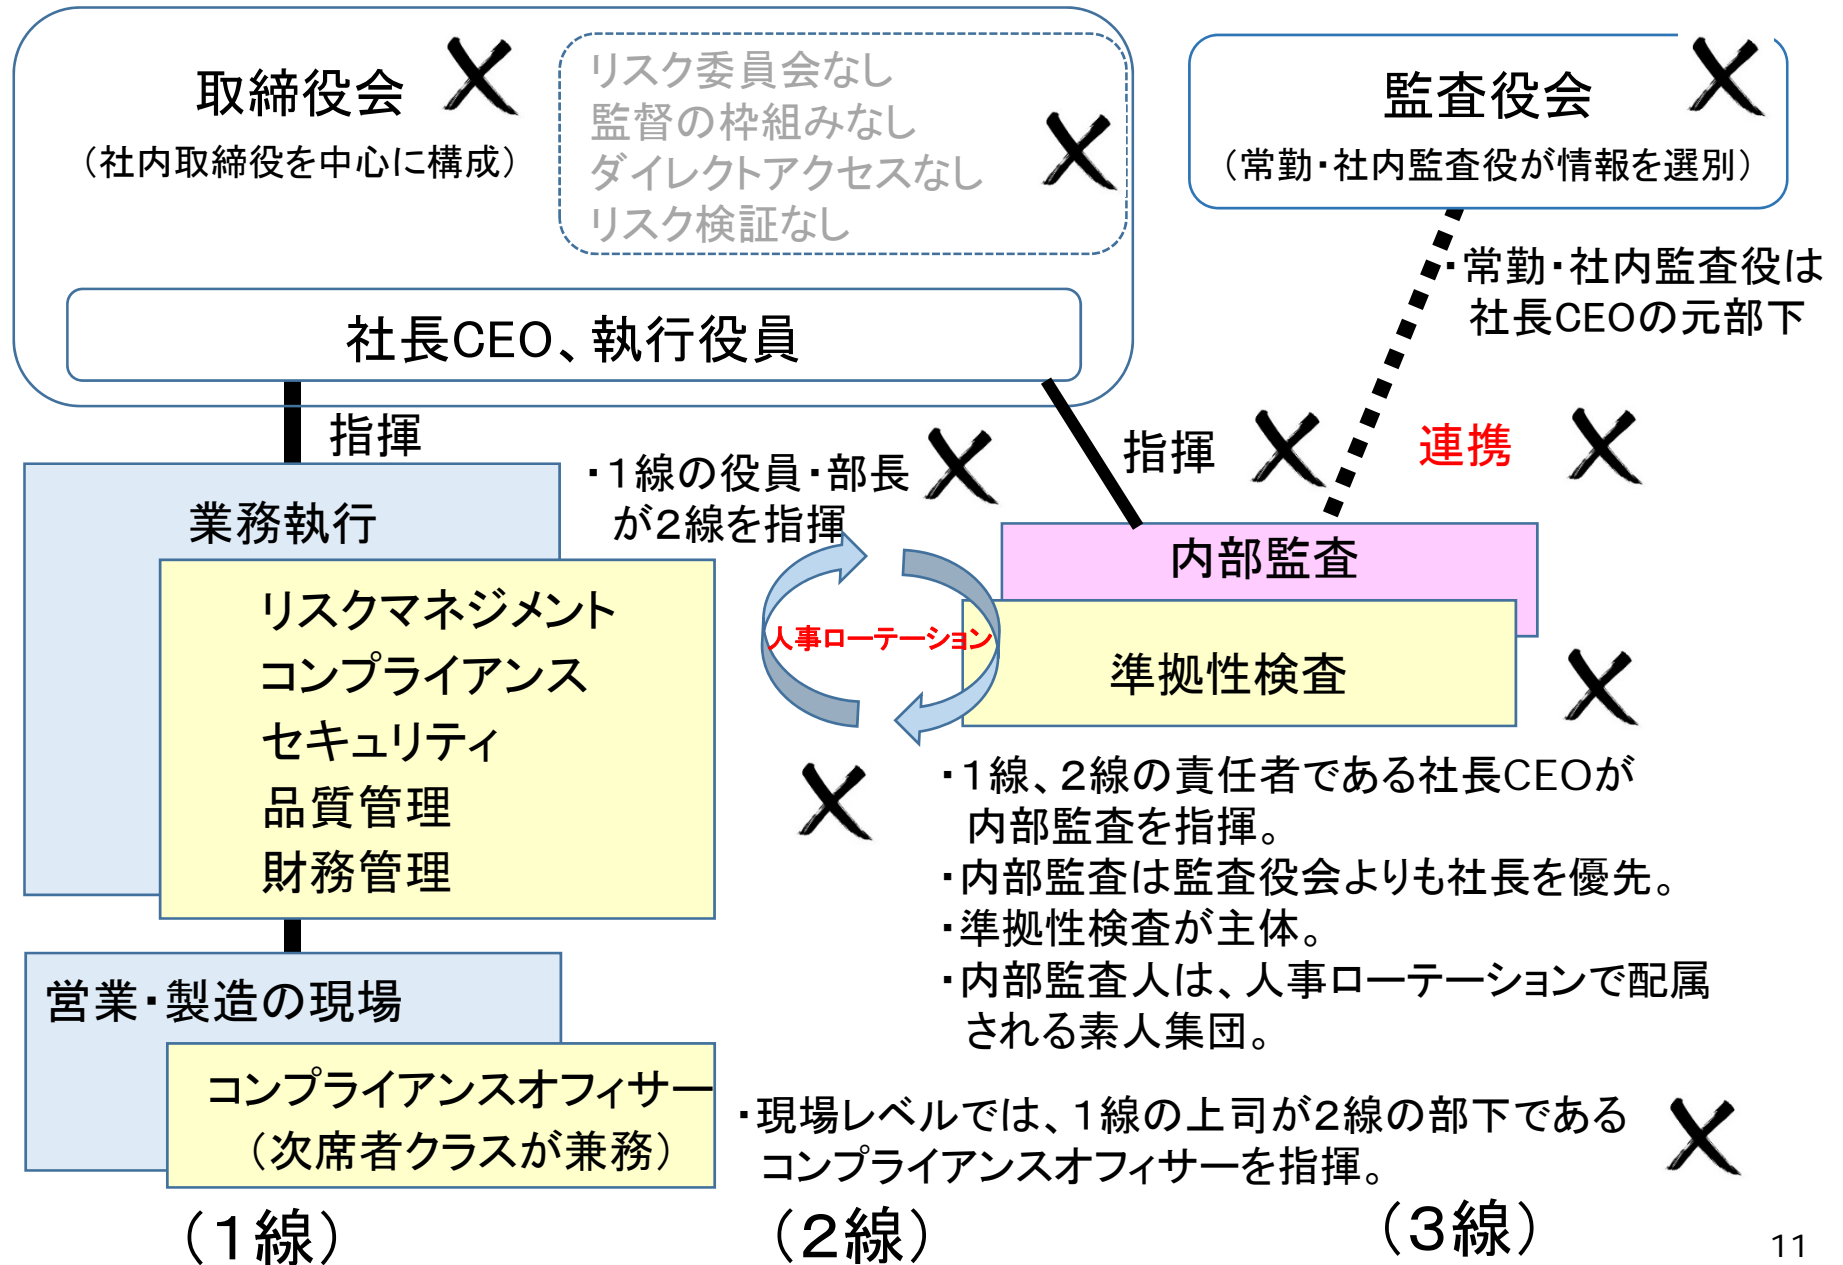 取締役会
（社内取締役を中心に構成）
リスク委員会なし
監督の枠組みなし
ダイレクトアクセスなし
リスク検証なし
監査役会
（常勤・社内監査役が情報を選別）
・常勤・社内監査役は
社長CEOの元部下
社長CEO、執行役員
指揮
指揮
連携
・1線の役員・部長
が2線を指揮
業務執行
リスクマネジメント
コンプライアンス
セキュリティ
品質管理
財務管理
人事ローテーション
内部監査
準拠性検査
・1線、2線の責任者である社長CEOが
内部監査を指揮。
・内部監査は監査役会よりも社長を優先。
・準拠性検査が主体。
・内部監査人は、人事ローテーションで配属
される素人集団。
営業・製造の現場
コンプライアンスオフィサー
（次席者クラスが兼務）
・現場レベルでは、1線の上司が2線の部下である
コンプライアンスオフィサーを指揮。
（1線）
（2線）
（3線）
11